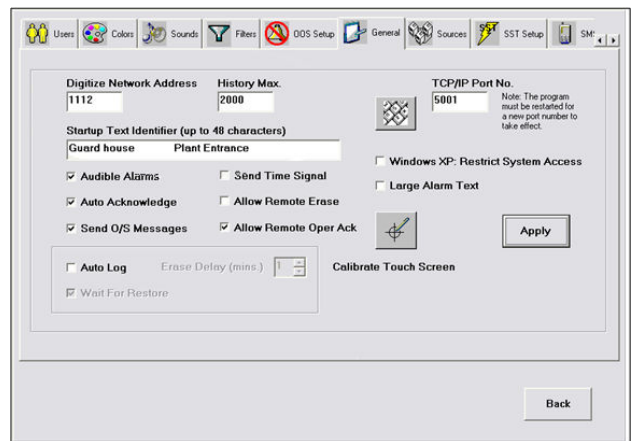 Users Colors Sounds Filters OOS Setup General Sources SST Setup SMS
Digitize Network Address History Max. TCP/IP Port No.
1112 2000 5001
Note: The program
must be restarted for
a new port number to
take effect.
Startup Text Identifier (up to 48 characters)
Guard house Plant Entrance
Windows XP: Restrict System Access
Audible Alarms Send Time Signal
Large Alarm Text
Auto Acknowledge Allow Remote Erase
Send O/S Messages Allow Remote Oper Ack
Apply
Auto Log Erase Delay (mins.) 1 Calibrate Touch Screen
Wait For Restore
Back